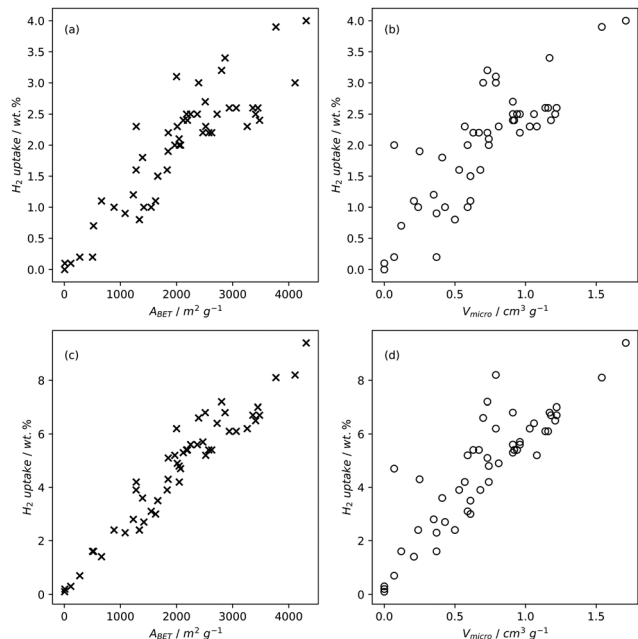 (a)
H2 uptake / wt.%
4.0
3.5
3.0
2.5
2.0
1.5
1.0
0.5
0.0
0 1000 2000 3000 4000
A_BET / m² g⁻¹
(b)
H2 uptake / wt.%
4.0
3.5
3.0
2.5
2.0
1.5
1.0
0.5
0.0
0.0 0.5 1.0 1.5
V_micro / cm³ g⁻¹
(c)
H2 uptake / wt.%
8
6
4
2
0
0 1000 2000 3000 4000
A_BET / m² g⁻¹
(d)
H2 uptake / wt.%
8
6
4
2
0
0.0 0.5 1.0 1.5
V_micro / cm³ g⁻¹